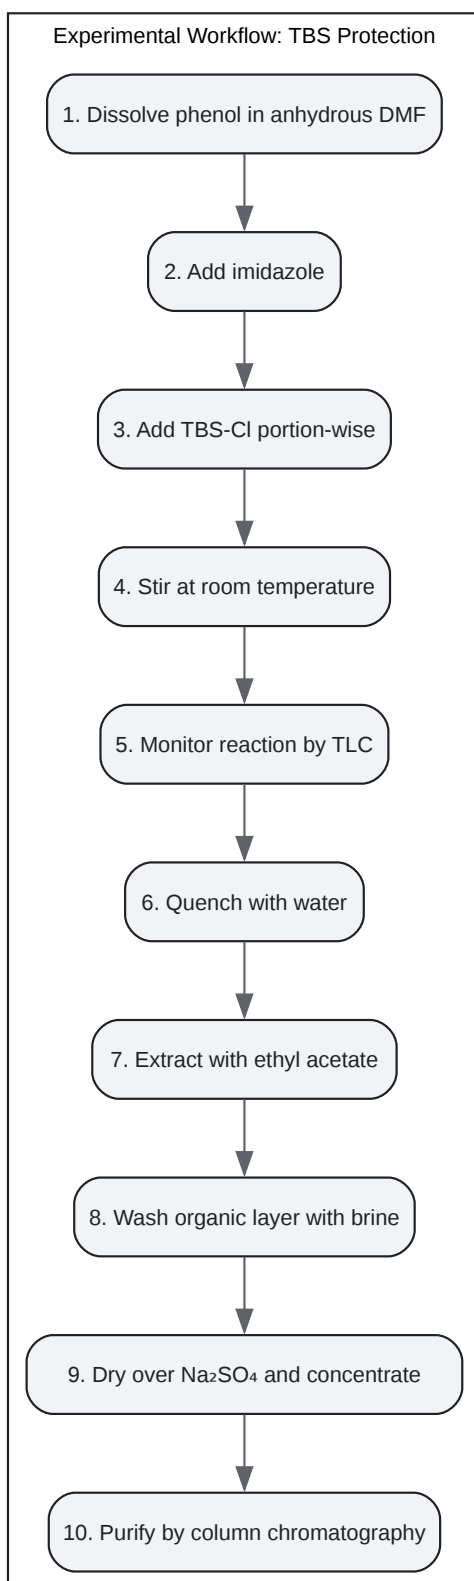 Experimental Workflow: TBS Protection
1. Dissolve phenol in anhydrous DMF
2. Add imidazole
3. Add TBS-Cl portion-wise
4. Stir at room temperature
5. Monitor reaction by TLC
6. Quench with water
7. Extract with ethyl acetate
8. Wash organic layer with brine
9. Dry over Na₂SO₄ and concentrate
10. Purify by column chromatography